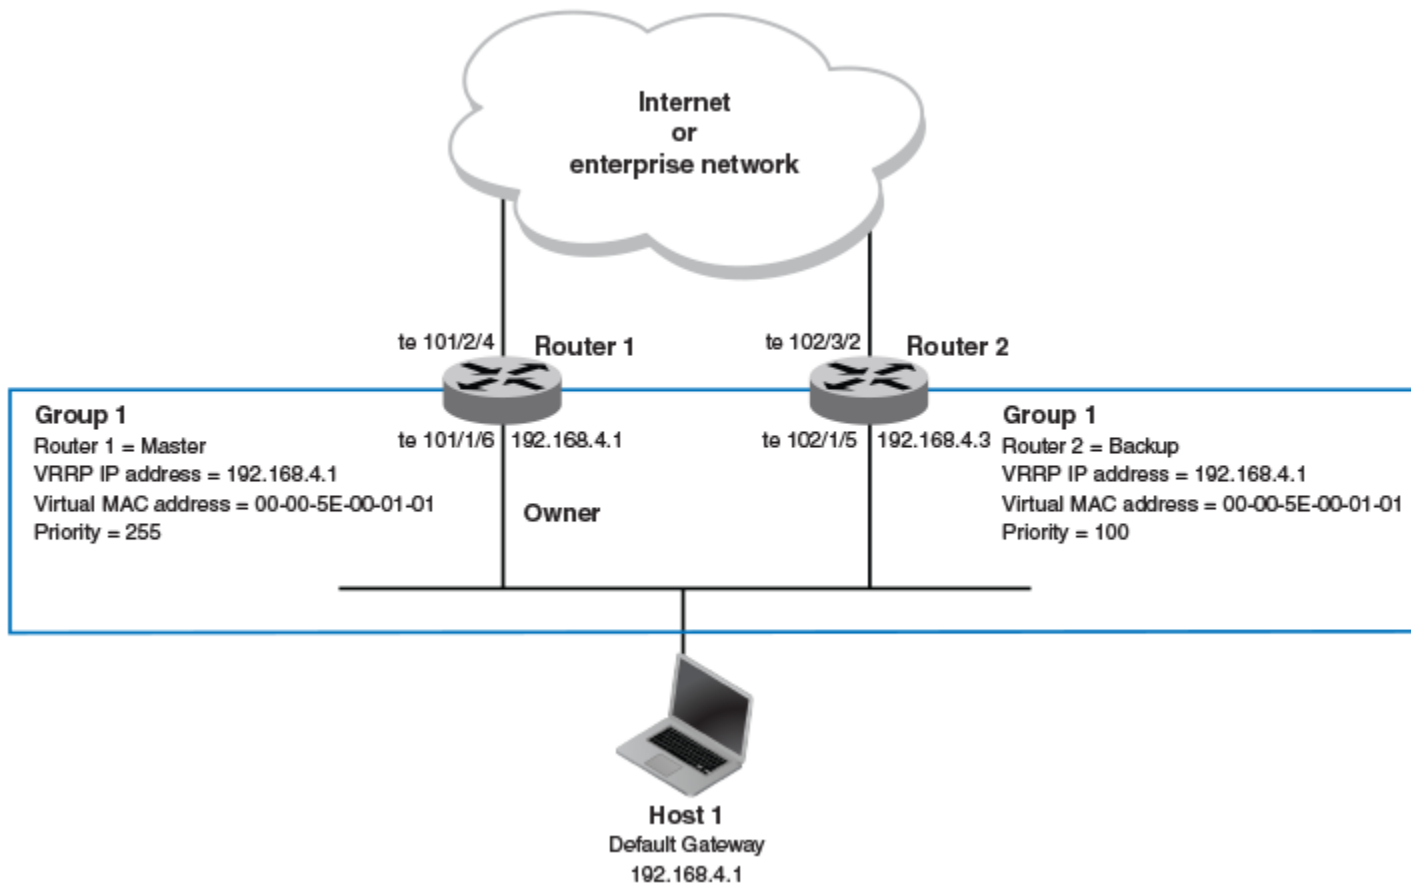 Internet
or
enterprise network
te 101/2/4
Router 1
te 102/3/2
Router 2
Group 1
Router 1 = Master
VRRP IP address = 192.168.4.1
Virtual MAC address = 00-00-5E-00-01-01
Priority = 255
te 101/1/6
192.168.4.1
Owner
te 102/1/5
192.168.4.3
Group 1
Router 2 = Backup
VRRP IP address = 192.168.4.1
Virtual MAC address = 00-00-5E-00-01-01
Priority = 100
Host 1
Default Gateway
192.168.4.1